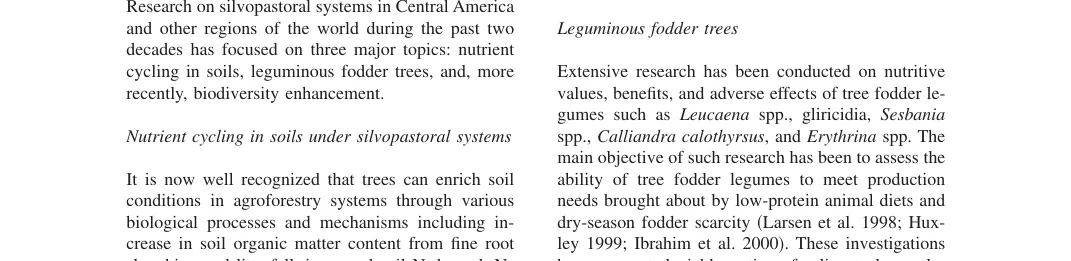 Research on silvopastoral systems in Central America
and other regions of the world during the past two
decades has focused on three major topics: nutrient
cycling in soils, leguminous fodder trees, and, more
recently, biodiversity enhancement.
Nutrient cycling in soils under silvopastoral systems
It is now well recognized that trees can enrich soil
conditions in agroforestry systems through various
biological processes and mechanisms including in-
crease in soil organic matter content from fine root
Leguminous fodder trees
Extensive research has been conducted on nutritive
values, benefits, and adverse effects of tree fodder le-
gumes such as Leucaena spp., gliricidia, Sesbania
spp., Calliandra calothyrsus, and Erythrina spp. The
main objective of such research has been to assess the
ability of tree fodder legumes to meet production
needs brought about by low-protein animal diets and
dry-season fodder scarcity (Larsen et al. 1998; Hux-
ley 1999; Ibrahim et al. 2000). These investigations